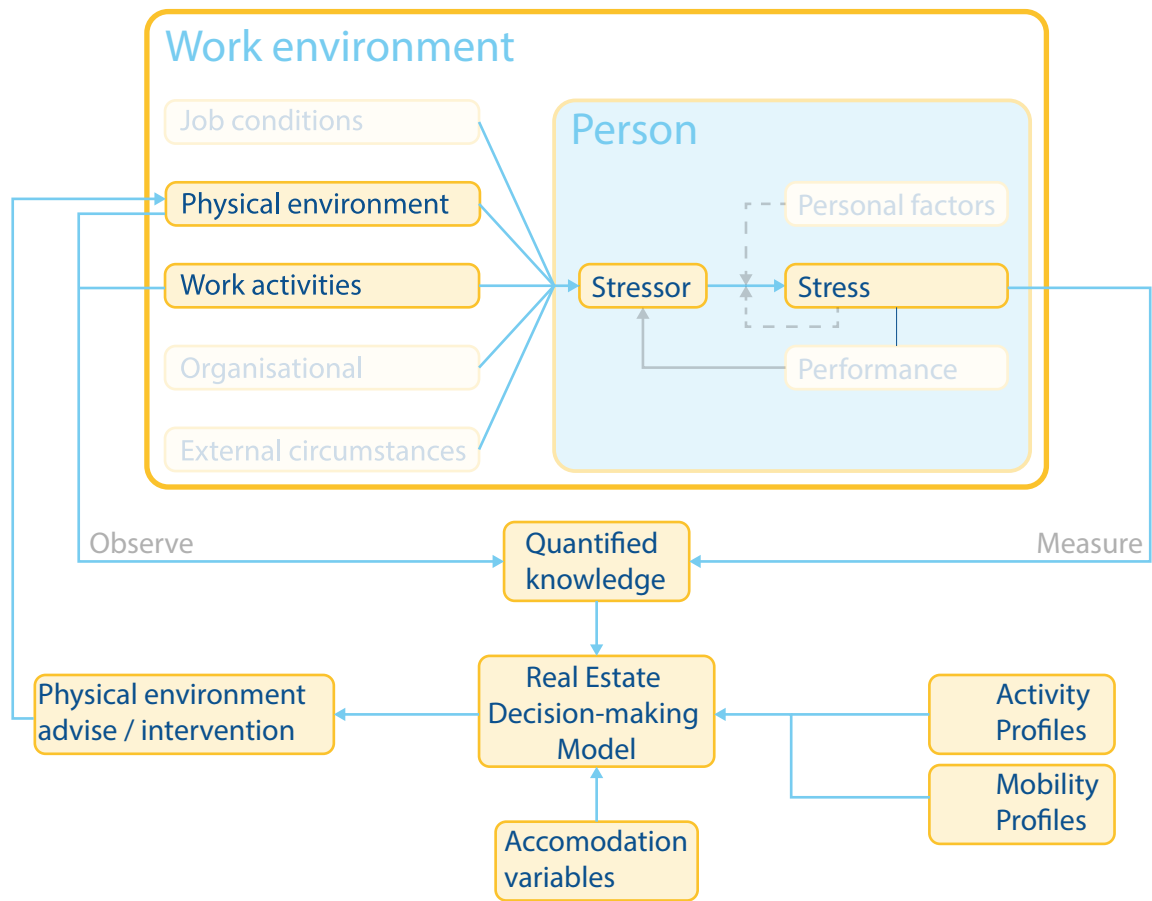 Work environment
Job conditions
Person
Physical environment
Personal factors
Work activities
Stressor
Stress
Organisational
Performance
External circumstances
Observe
Quantified
knowledge
Measure
Real Estate
Decision-making
Model
Physical environment
advise / intervention
Activity
Profiles
Mobility
Profiles
Accomodation
variables